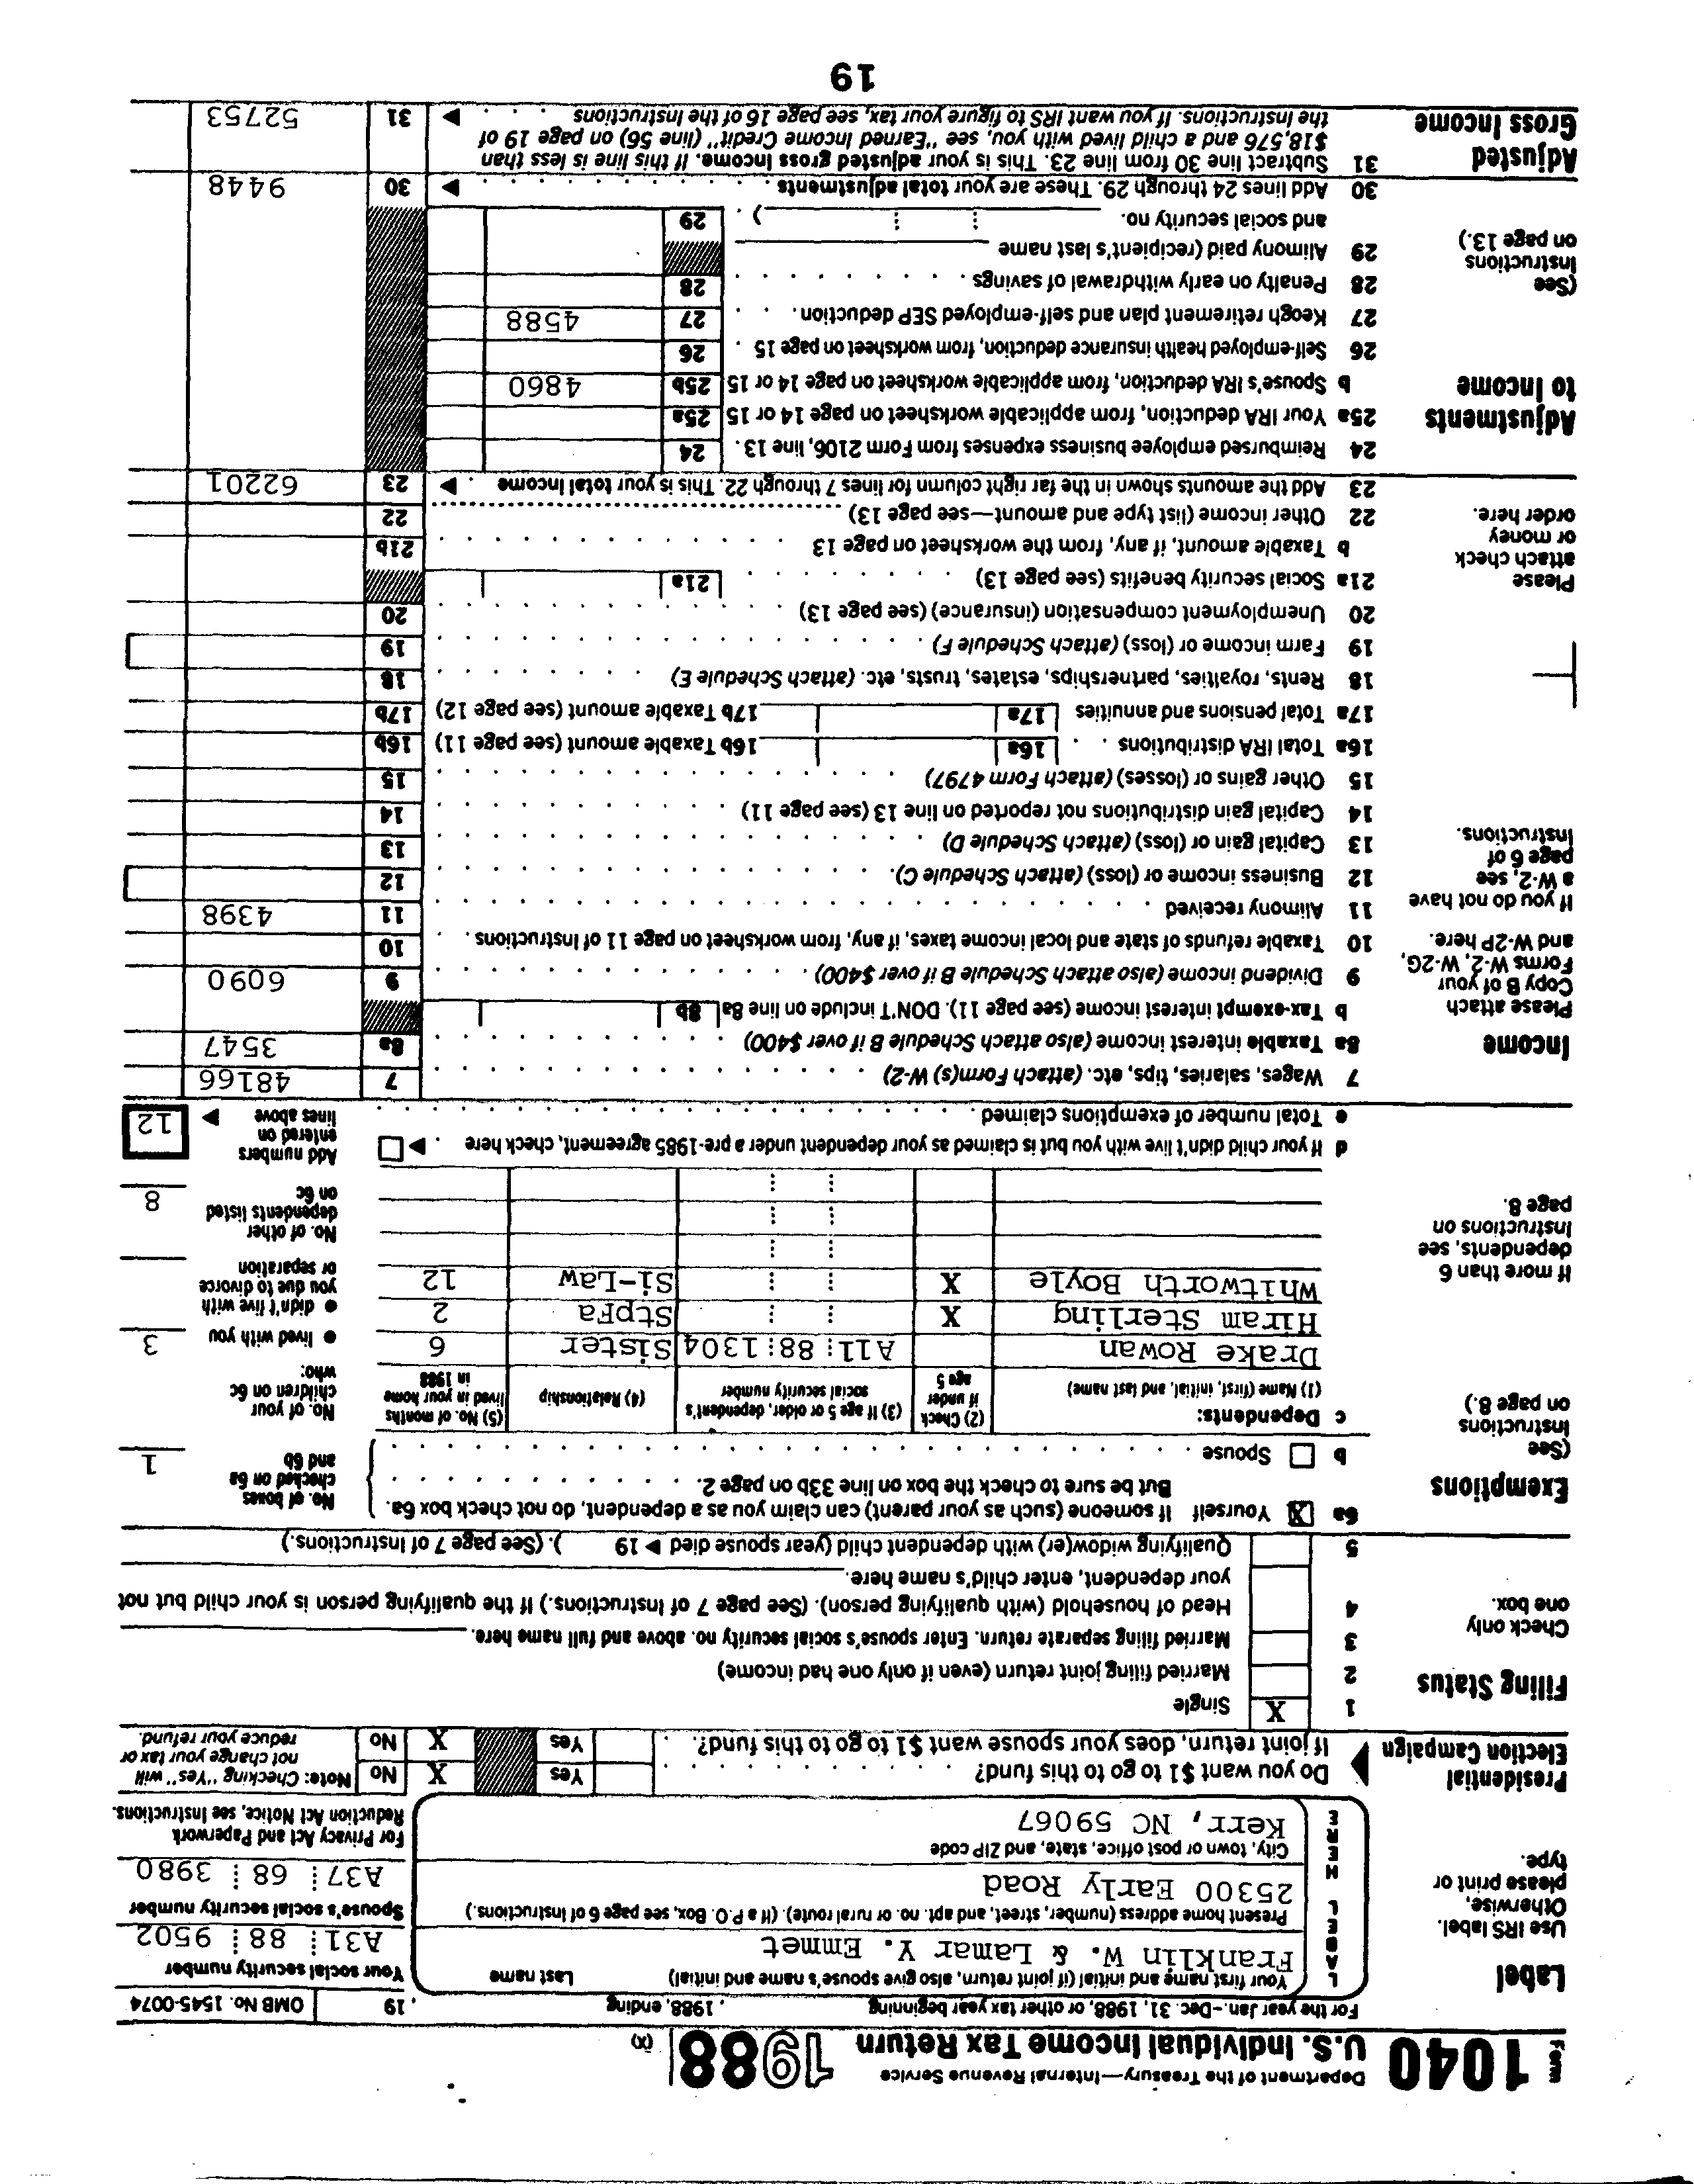 Form 1040 Department of the Treasury—Internal Revenue Service
U.S. Individual Income Tax Return 1988 (X)
For the year Jan.–Dec. 31, 1988, or other tax year beginning , 1988, ending , 19 OMB No. 1545-0074
Label
Use IRS label.
Otherwise,
please print or
type.
LABEL HERE
Your first name and initial (if joint return, also give spouse's name and initial) Last name
Franklin W. & Lamar Y. Emmet
Your social security number
A31 88 9502
Present home address (number, street, and apt. no. or rural route). (If a P.O. Box, see page 6 of Instructions.)
25300 Early Road
Spouse's social security number
A37 68 3980
City, town or post office, state, and ZIP code
Kerr, NC 59067
For Privacy Act and Paperwork
Reduction Act Notice, see Instructions.
Presidential
Election Campaign
Do you want $1 to go to this fund? Yes X No
If joint return, does your spouse want $1 to go to this fund? Yes X No
Note: Checking "Yes" will
not change your tax or
reduce your refund.
Filing Status
Check only
one box.
1 X Single
2 Married filing joint return (even if only one had income)
3 Married filing separate return. Enter spouse's social security no. above and full name here.
4 Head of household (with qualifying person). (See page 7 of Instructions.) If the qualifying person is your child but not
your dependent, enter child's name here.
5 Qualifying widow(er) with dependent child (year spouse died ▶ 19 ). (See page 7 of Instructions.)
Exemptions
(See
Instructions
on page 8.)
6a X Yourself If someone (such as your parent) can claim you as a dependent, do not check box 6a.
But be sure to check the box on line 33b on page 2.
b Spouse
No. of boxes
checked on 6a
and 6b 1
c Dependents:
(1) Name (first, initial, and last name) (2) Check if under age 5 (3) If age 5 or older, dependent's social security number (4) Relationship (5) No. of months lived in your home in 1988
Drake Rowan A11 88 1304 Sister 6
Hiram Sterling X StpFa 2
Whitworth Boyle X Si-Law 12
No. of your
children on 6c
who:
● lived with you 3
● didn't live with
you due to divorce
or separation
No. of other
dependents listed
on 6c 8
If more than 6
dependents, see
Instructions on
page 8.
d If your child didn't live with you but is claimed as your dependent under a pre-1985 agreement, check here ▶
e Total number of exemptions claimed
Add numbers
entered on
lines above ▶ 12
Income
Please attach
Copy B of your
Forms W-2, W-2G,
and W-2P here.
If you do not have
a W-2, see
page 6 of
Instructions.
7 Wages, salaries, tips, etc. (attach Form(s) W-2) 7 48166
8a Taxable interest income (also attach Schedule B if over $400) 8a 3547
b Tax-exempt interest income (see page 11). DON'T include on line 8a 8b
9 Dividend income (also attach Schedule B if over $400) 9 6090
10 Taxable refunds of state and local income taxes, if any, from worksheet on page 11 of Instructions 10
11 Alimony received 11 4398
12 Business income or (loss) (attach Schedule C) 12
13 Capital gain or (loss) (attach Schedule D) 13
14 Capital gain distributions not reported on line 13 (see page 11) 14
15 Other gains or (losses) (attach Form 4797) 15
16a Total IRA distributions 16a 16b Taxable amount (see page 11) 16b
17a Total pensions and annuities 17a 17b Taxable amount (see page 12) 17b
18 Rents, royalties, partnerships, estates, trusts, etc. (attach Schedule E) 18
19 Farm income or (loss) (attach Schedule F) 19
20 Unemployment compensation (insurance) (see page 13) 20
21a Social security benefits (see page 13) 21a
b Taxable amount, if any, from the worksheet on page 13 21b
22 Other income (list type and amount—see page 13) 22
23 Add the amounts shown in the far right column for lines 7 through 22. This is your total income ▶ 23 62201
Please
attach check
or money
order here.
Adjustments
to Income
(See
Instructions
on page 13.)
24 Reimbursed employee business expenses from Form 2106, line 13 24
25a Your IRA deduction, from applicable worksheet on page 14 or 15 25a
b Spouse's IRA deduction, from applicable worksheet on page 14 or 15 25b 4860
26 Self-employed health insurance deduction, from worksheet on page 15 26
27 Keogh retirement plan and self-employed SEP deduction 27 4588
28 Penalty on early withdrawal of savings 28
29 Alimony paid (recipient's last name
and social security no. ) 29
30 Add lines 24 through 29. These are your total adjustments ▶ 30 9448
Adjusted
Gross Income
31 Subtract line 30 from line 23. This is your adjusted gross income. If this line is less than
$18,576 and a child lived with you, see "Earned Income Credit" (line 56) on page 19 of
the Instructions. If you want IRS to figure your tax, see page 16 of the Instructions ▶ 31 52753
19